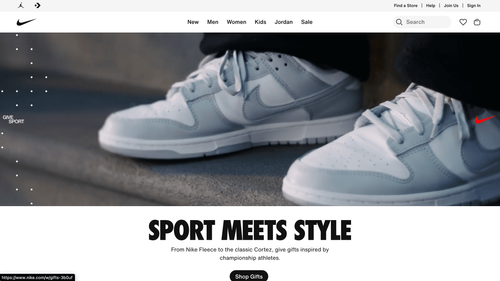 Find a Store | Help | Join Us | Sign In
New Men Women Kids Jordan Sale
Search
GIVE
SPORT
SPORT MEETS STYLE
From Nike Fleece to the classic Cortez, give gifts inspired by
championship athletes.
Shop Gifts
https://www.nike.com/w/gifts-3b0uf